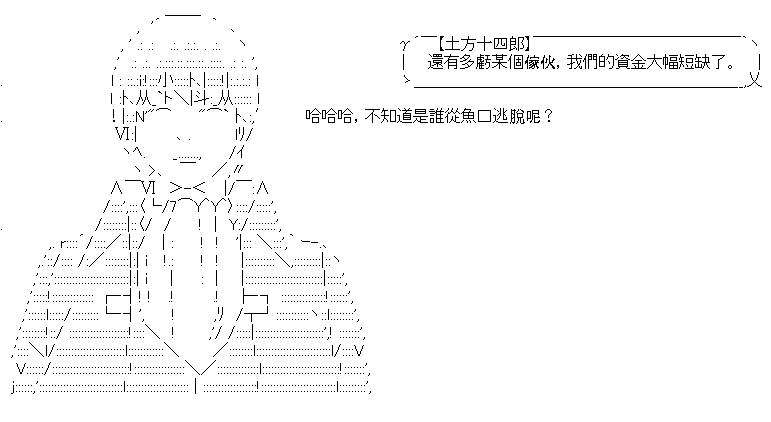 【土方十四郎】
還有多虧某個傢伙，我們的資金大幅短缺了。
哈哈哈，不知道是誰從魚口逃脫呢？